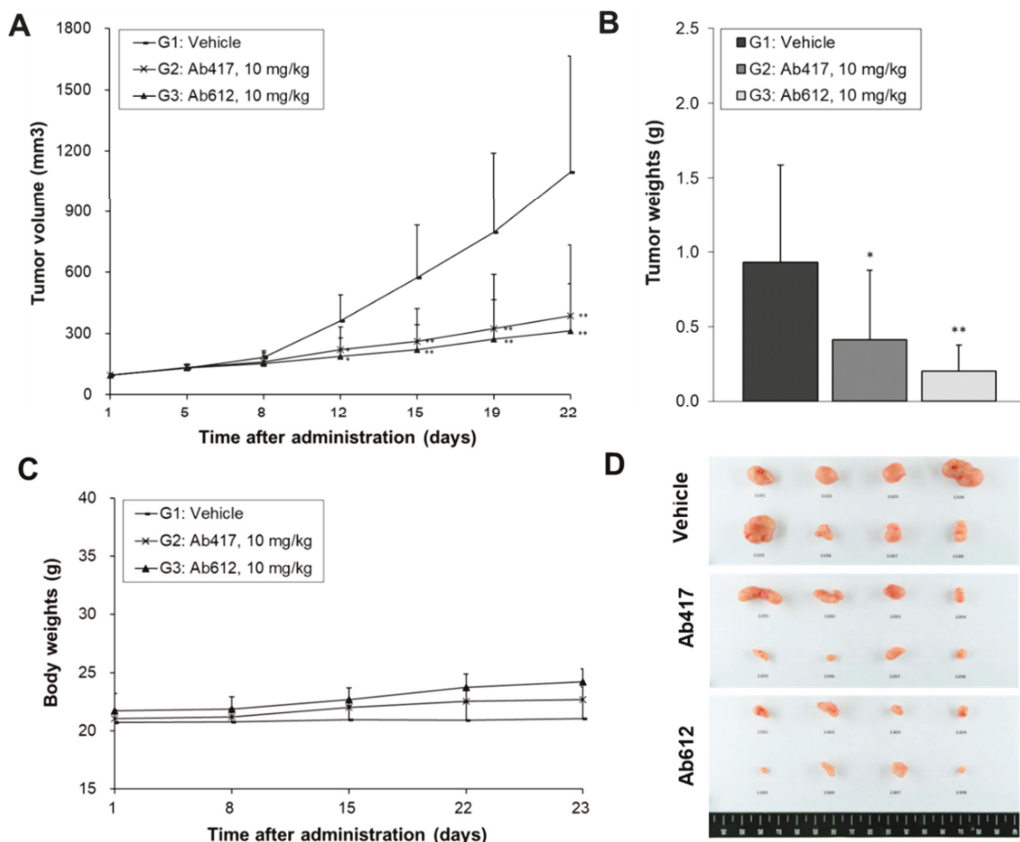 A
Tumor volume (mm3)
1800
1500
1200
900
600
300
0
G1: Vehicle
G2: Ab417, 10 mg/kg
G3: Ab612, 10 mg/kg
*
*
**
**
**
**
**
**
1
5
8
12
15
19
22
Time after administration (days)
B
Tumor weights (g)
2.5
2.0
1.5
1.0
0.5
0.0
G1: Vehicle
G2: Ab417, 10 mg/kg
G3: Ab612, 10 mg/kg
*
**
C
Body weights (g)
40
35
30
25
20
15
G1: Vehicle
G2: Ab417, 10 mg/kg
G3: Ab612, 10 mg/kg
1
8
15
22
23
Time after administration (days)
D
Vehicle
Ab417
Ab612